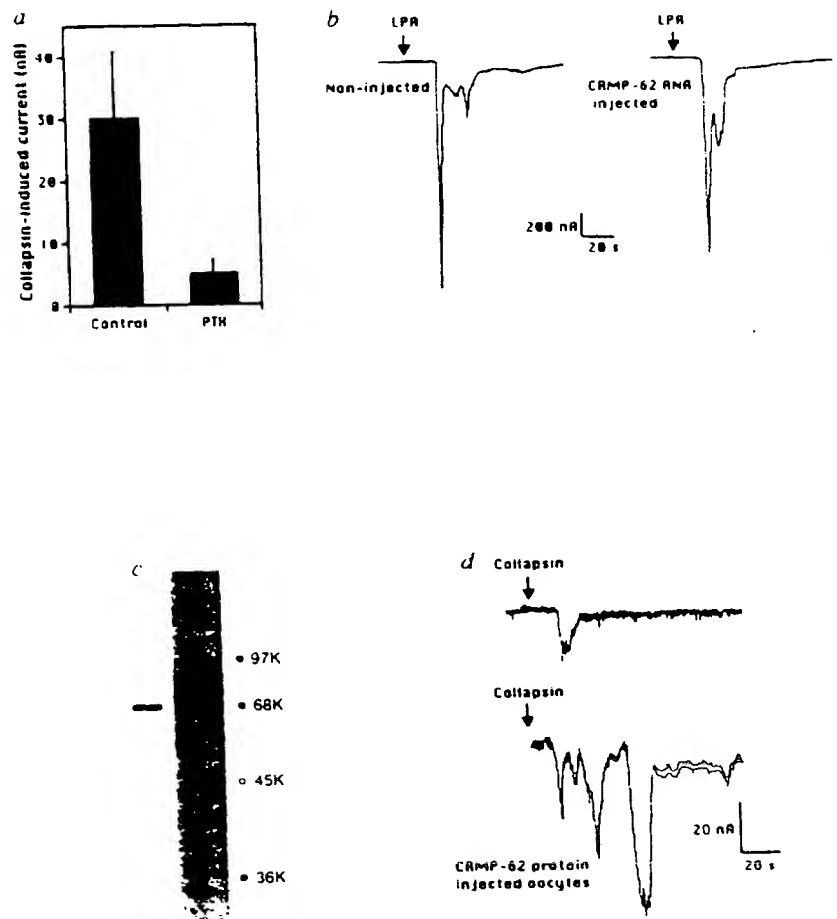 a
Collapsin-induced current (nA)
40
30
20
10
0
Control
PTX
b
LPA
Non-injected
LPA
CRMP-62 RNA
injected
200 nA
20 s
c
97K
68K
45K
36K
d
Collapsin
Collapsin
CRMP-62 protein
injected oocytes
20 nA
20 s